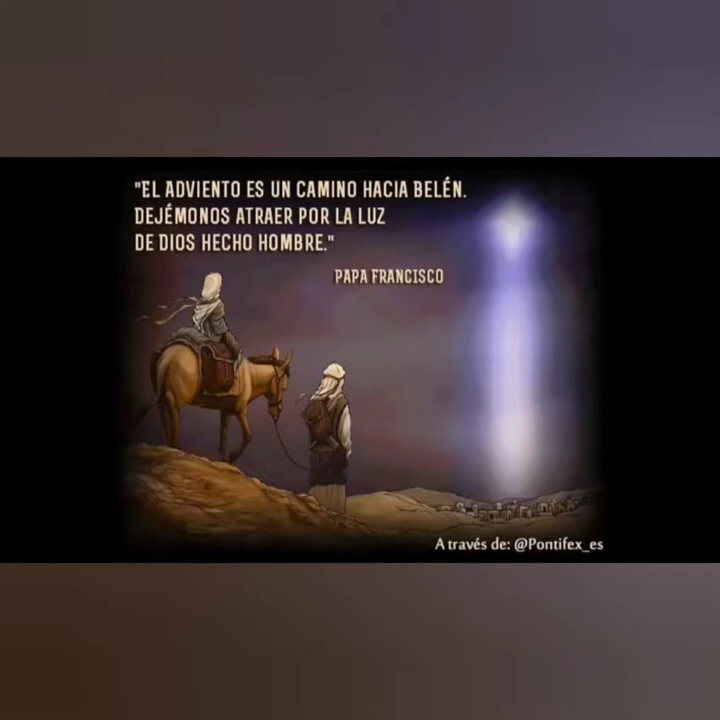 "EL ADVIENTO ES UN CAMINO HACIA BELÉN.
DEJÉMONOS ATRAER POR LA LUZ
DE DIOS HECHO HOMBRE."
PAPA FRANCISCO
A través de: @Pontifex_es